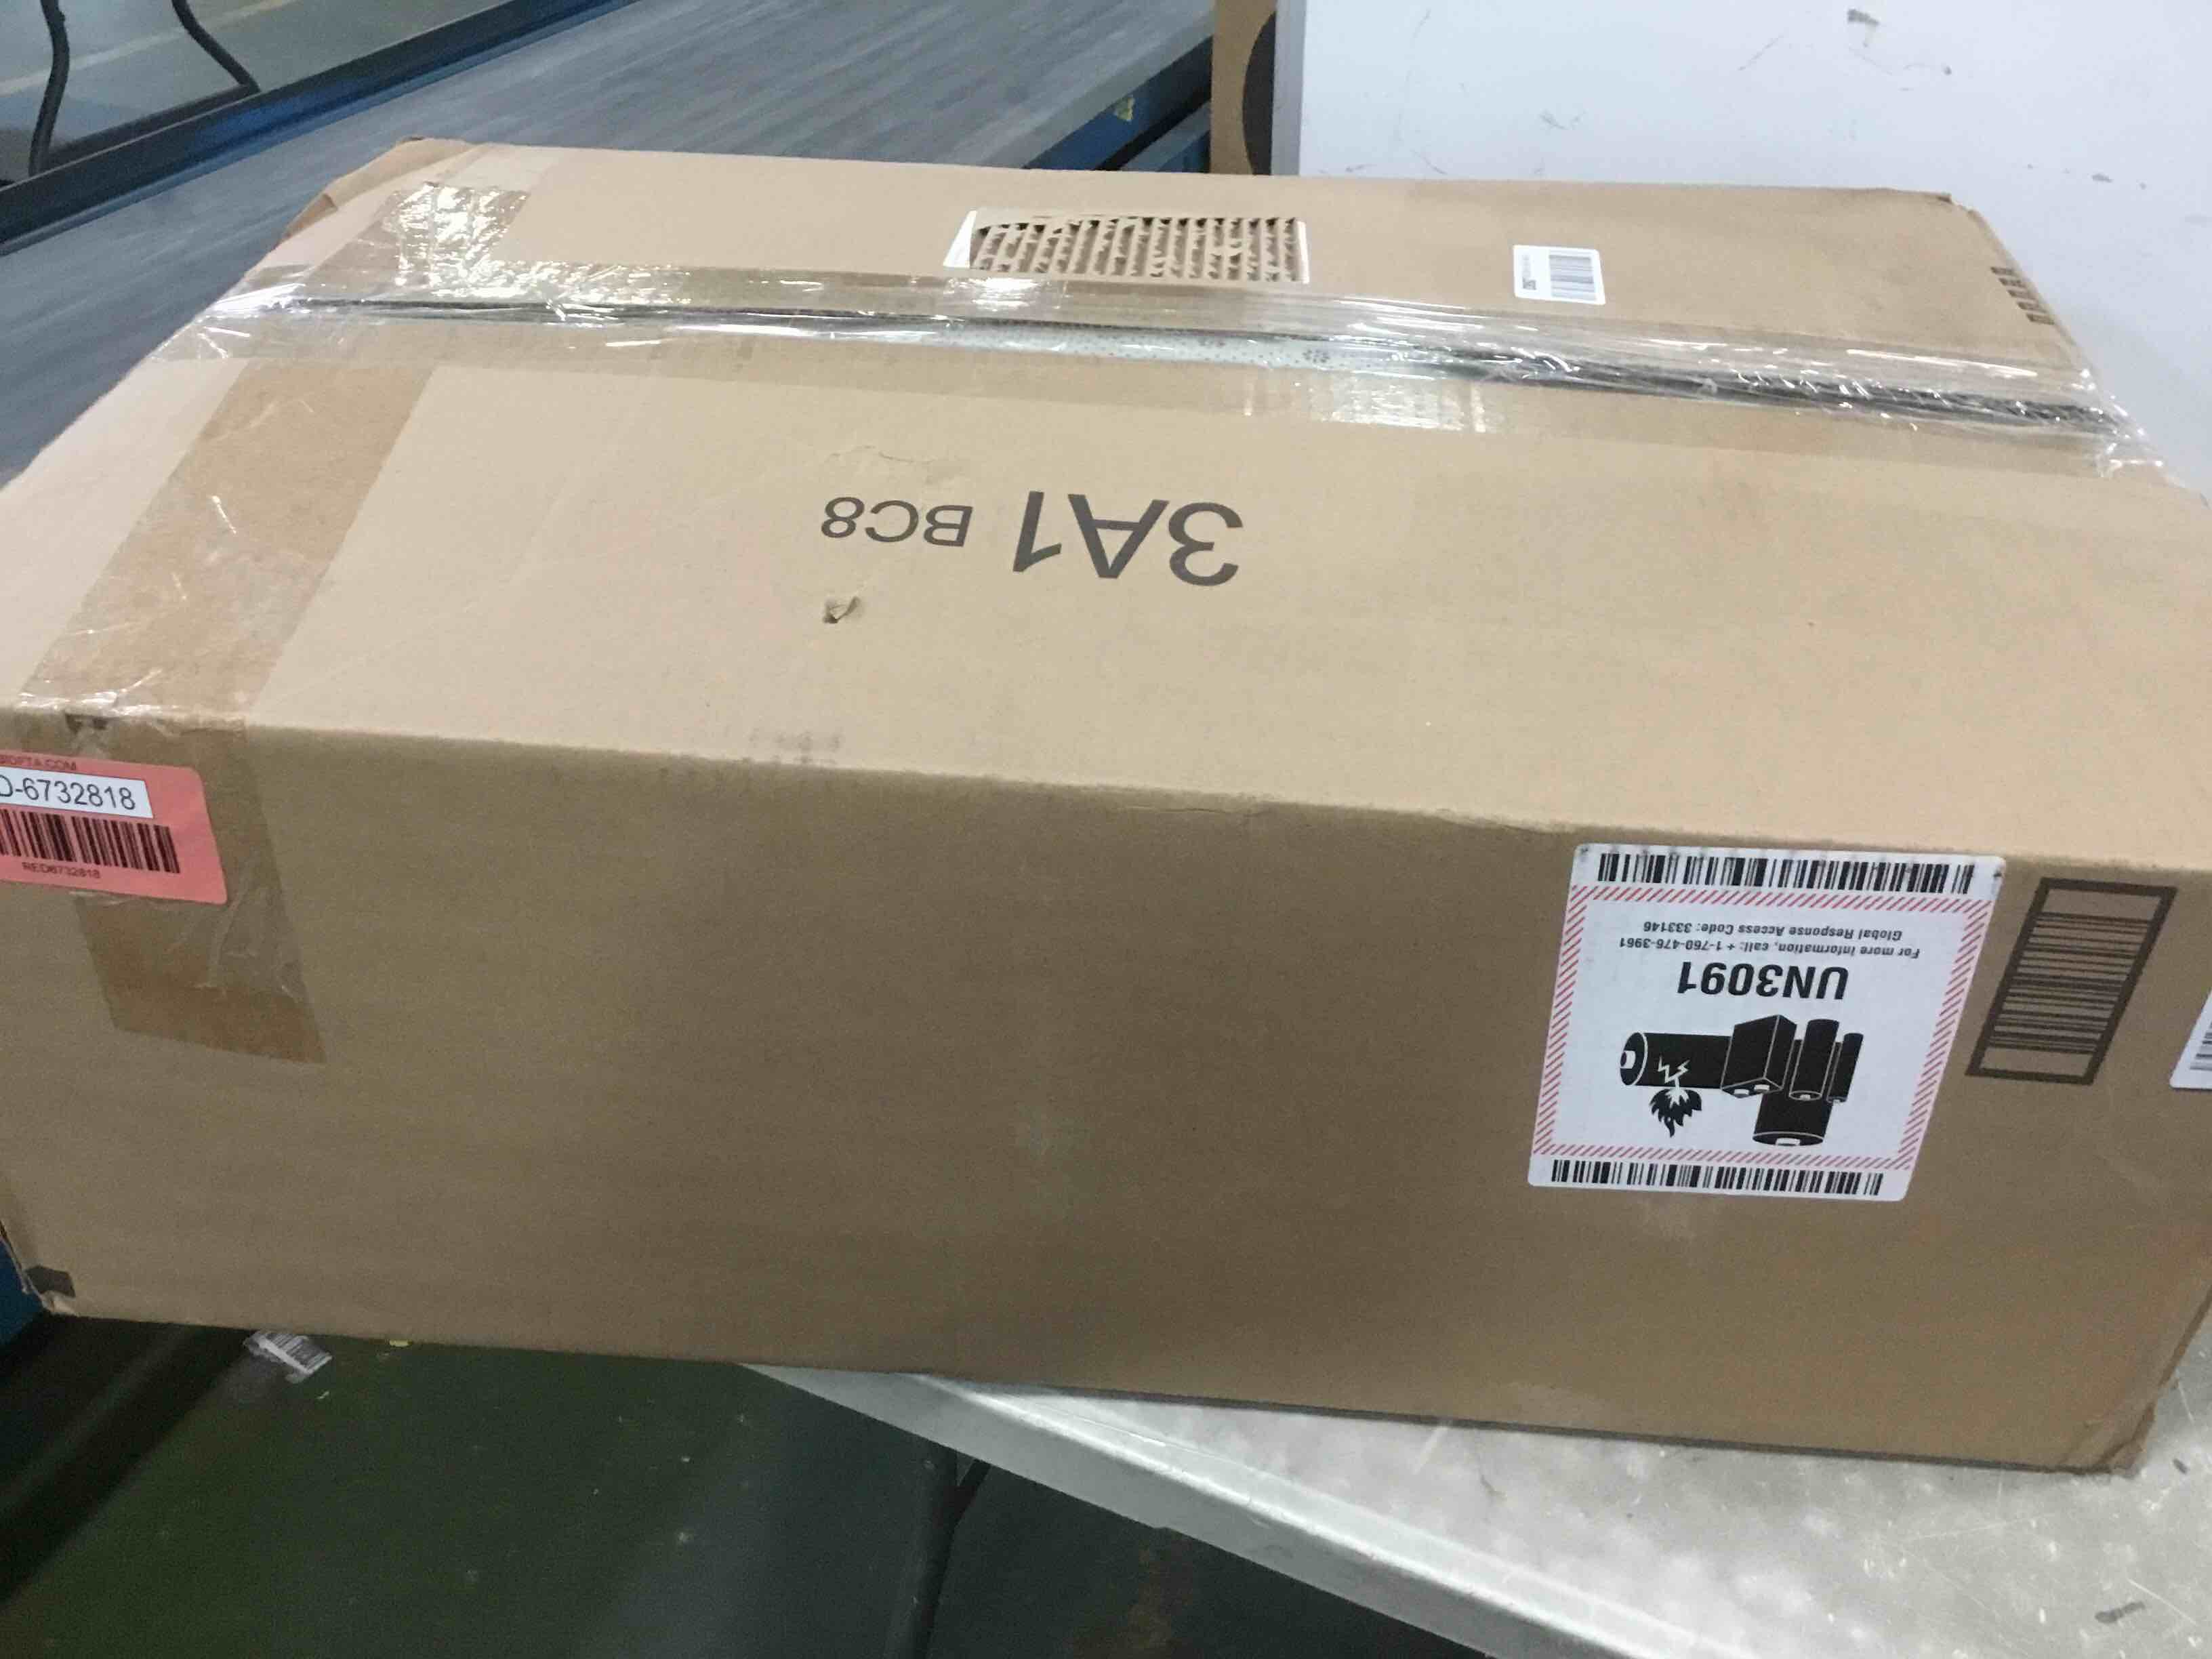 3A1 BC8
D-6732818
RED6732818
UN3091
For more information, call: + 1-760-476-3961
Global Response Access Code: 333146